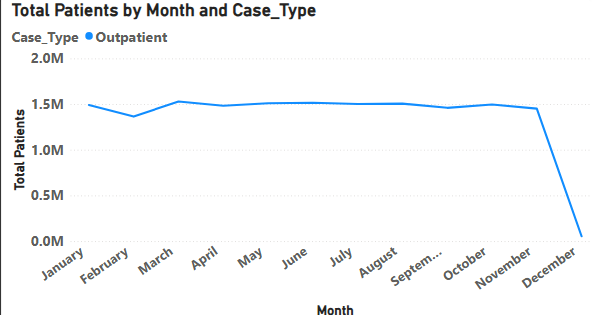 Total Patients by Month and Case_Type
Case_Type Outpatient
2.0M
1.5M
1.0M
0.5M
0.0M
Total Patients
January
February
March
April
May
June
July
August
Septem...
October
November
December
Month